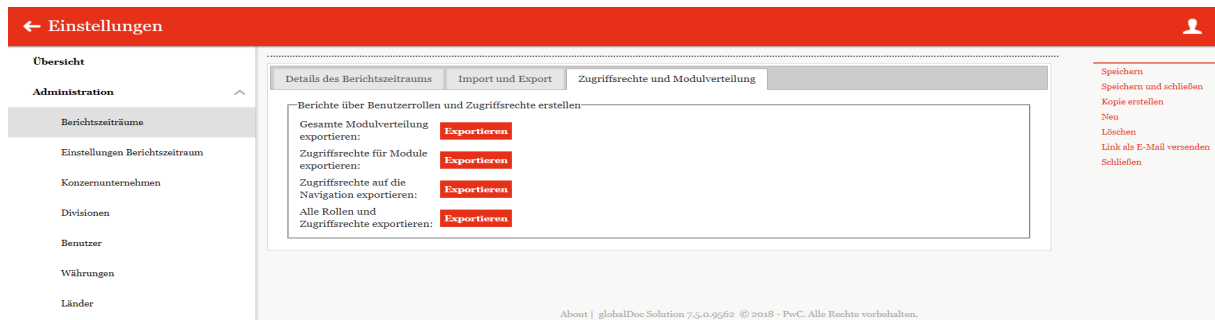 ← Einstellungen
Übersicht
Administration
Berichtszeiträume
Einstellungen Berichtszeitraum
Konzernunternehmen
Divisionen
Benutzer
Währungen
Länder
Details des Berichtszeitraums
Import und Export
Zugriffsrechte und Modulverteilung
Berichte über Benutzerrollen und Zugriffsrechte erstellen
Gesamte Modulverteilung
exportieren:
Exportieren
Zugriffsrechte für Module
exportieren:
Exportieren
Zugriffsrechte auf die
Navigation exportieren:
Exportieren
Alle Rollen und
Zugriffsrechte exportieren:
Exportieren
Speichern
Speichern und schließen
Kopie erstellen
Neu
Löschen
Link als E-Mail versenden
Schließen
About | globalDoc Solution 7.5.0.9562 © 2018 - PwC. Alle Rechte vorbehalten.